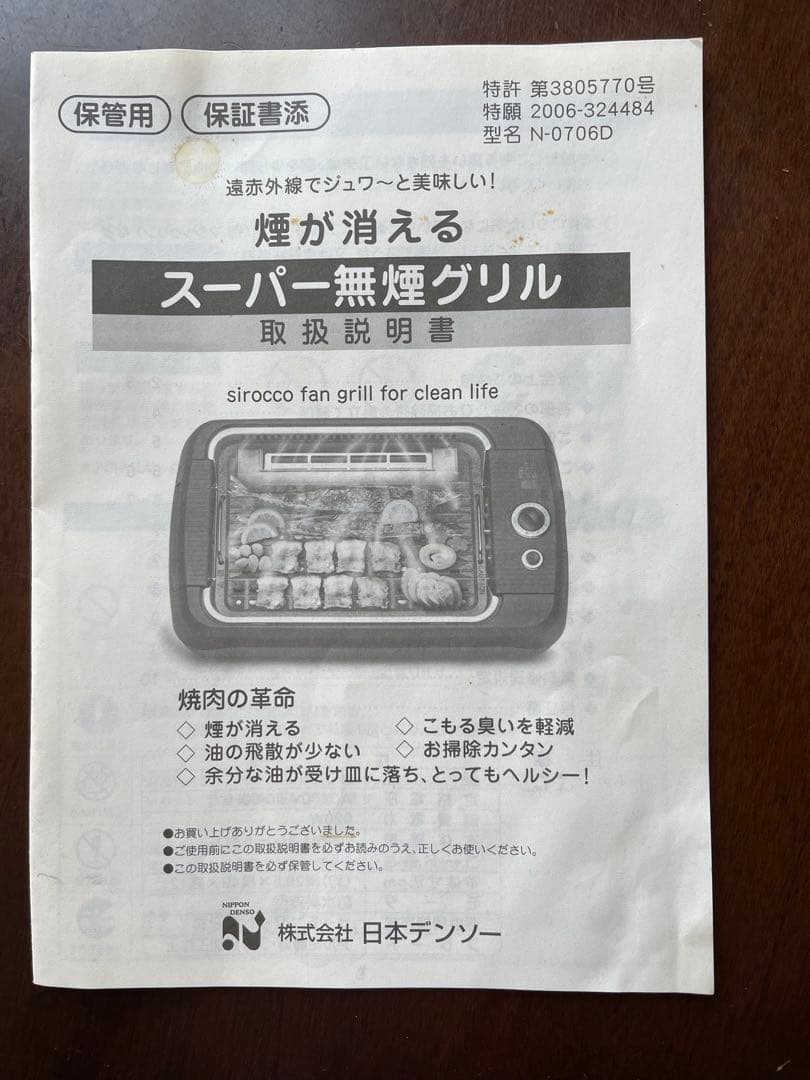 保管用 保証書添
特許 第3805770号
特願 2006-324484
型名 N-0706D
遠赤外線でジュワ〜と美味しい!
煙が消える
スーパー無煙グリル
取扱説明書
sirocco fan grill for clean life
焼肉の革命
◇ 煙が消える ◇ こもる臭いを軽減
◇ 油の飛散が少ない ◇ お掃除カンタン
◇ 余分な油が受け皿に落ち、とってもヘルシー!
●お買い上げありがとうございました。
●ご使用前にこの取扱説明書を必ずお読みのうえ、正しくお使いください。
●この取扱説明書を必ず保管してください。
NIPPON
DENSO
株式会社 日本デンソー